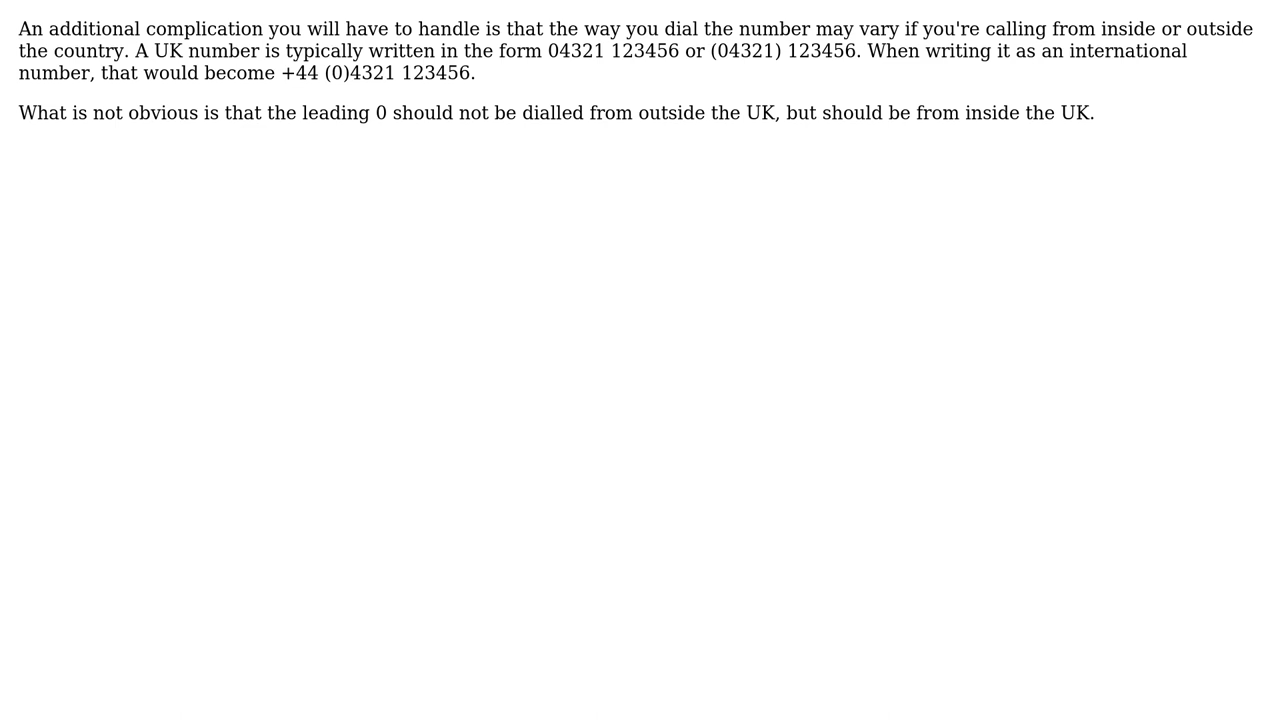 An additional complication you will have to handle is that the way you dial the number may vary if you're calling from inside or outside
the country. A UK number is typically written in the form 04321 123456 or (04321) 123456. When writing it as an international
number, that would become +44 (0)4321 123456.
What is not obvious is that the leading 0 should not be dialled from outside the UK, but should be from inside the UK.